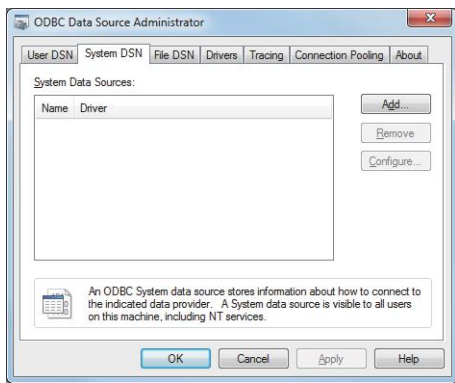 ODBC Data Source Administrator
User DSN System DSN File DSN Drivers Tracing Connection Pooling About
System Data Sources:
Name Driver
Add...
Remove
Configure...
An ODBC System data source stores information about how to connect to
the indicated data provider. A System data source is visible to all users
on this machine, including NT services.
OK Cancel Apply Help